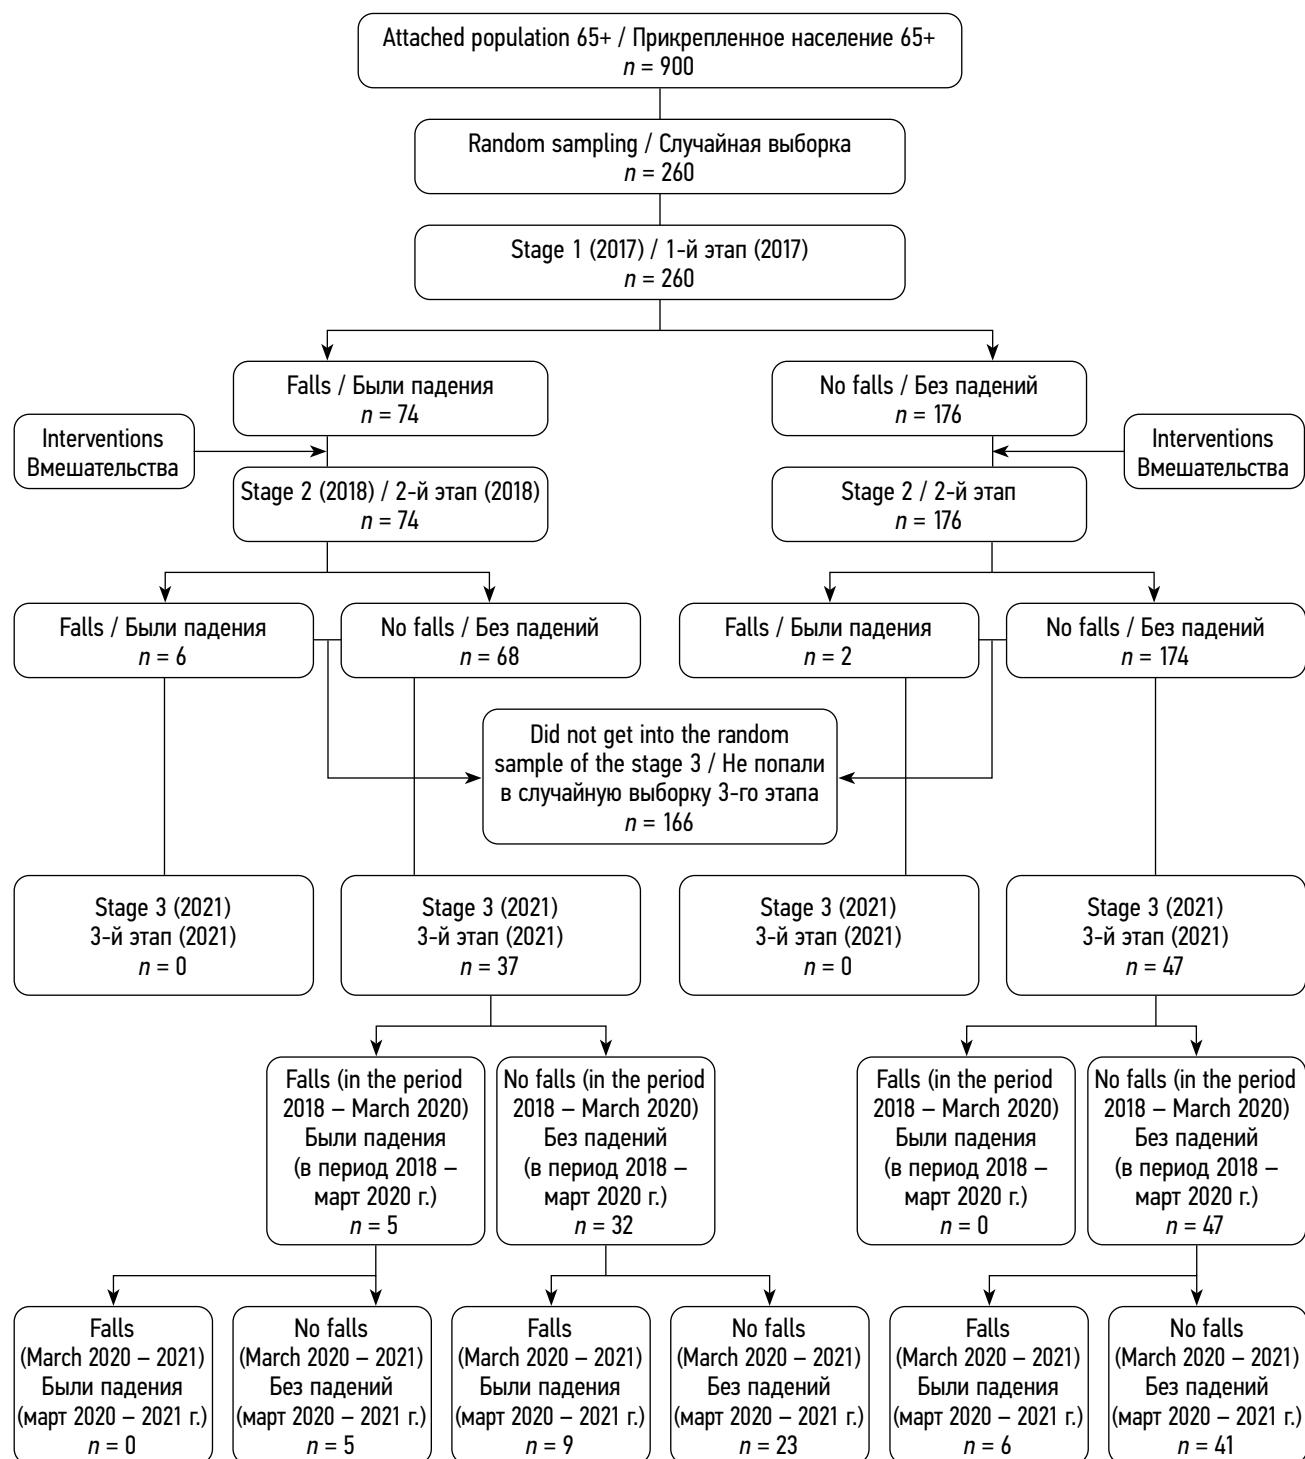 Attached population 65+ / Прикрепленное население 65+
n = 900
Random sampling / Случайная выборка
n = 260
Stage 1 (2017) / 1-й этап (2017)
n = 260
Falls / Были падения
n = 74
No falls / Без падений
n = 176
Interventions
Вмешательства
Interventions
Вмешательства
Stage 2 (2018) / 2-й этап (2018)
n = 74
Stage 2 / 2-й этап
n = 176
Falls / Были падения
n = 6
No falls / Без падений
n = 68
Falls / Были падения
n = 2
No falls / Без падений
n = 174
Did not get into the random
sample of the stage 3 / Не попали
в случайную выборку 3-го этапа
n = 166
Stage 3 (2021)
3-й этап (2021)
n = 0
Stage 3 (2021)
3-й этап (2021)
n = 37
Stage 3 (2021)
3-й этап (2021)
n = 0
Stage 3 (2021)
3-й этап (2021)
n = 47
Falls (in the period
2018 – March 2020)
Были падения
(в период 2018 –
март 2020 г.)
n = 5
No falls (in the period
2018 – March 2020)
Без падений
(в период 2018 –
март 2020 г.)
n = 32
Falls (in the period
2018 – March 2020)
Были падения
(в период 2018 –
март 2020 г.)
n = 0
No falls (in the period
2018 – March 2020)
Без падений
(в период 2018 –
март 2020 г.)
n = 47
Falls
(March 2020 – 2021)
Были падения
(март 2020 – 2021 г.)
n = 0
No falls
(March 2020 – 2021)
Без падений
(март 2020 – 2021 г.)
n = 5
Falls
(March 2020 – 2021)
Были падения
(март 2020 – 2021 г.)
n = 9
No falls
(March 2020 – 2021)
Без падений
(март 2020 – 2021 г.)
n = 23
Falls
(March 2020 – 2021)
Были падения
(март 2020 – 2021 г.)
n = 6
No falls
(March 2020 – 2021)
Без падений
(март 2020 – 2021 г.)
n = 41